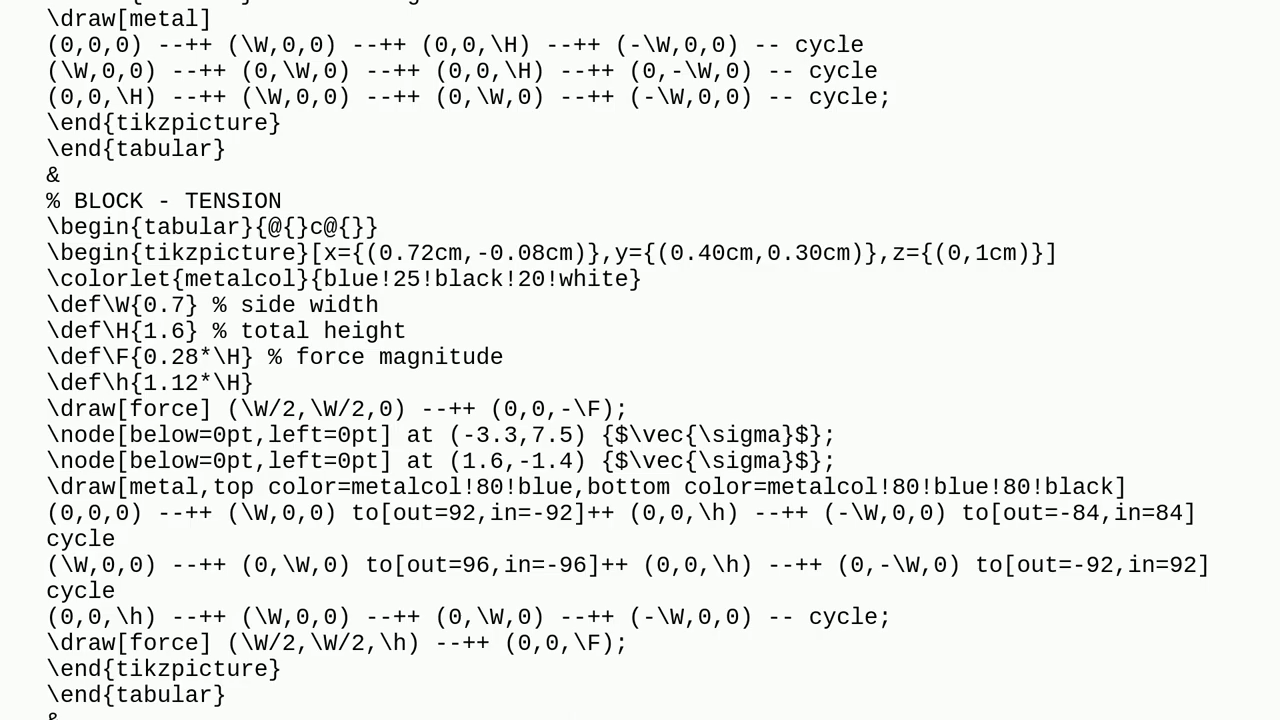 \draw[metal]
(0,0,0) --++ (\W,0,0) --++ (0,0,\H) --++ (-\W,0,0) -- cycle
(\W,0,0) --++ (0,\W,0) --++ (0,0,\H) --++ (0,-\W,0) -- cycle
(0,0,\H) --++ (\W,0,0) --++ (0,\W,0) --++ (-\W,0,0) -- cycle;
\end{tikzpicture}
\end{tabular}
&
% BLOCK - TENSION
\begin{tabular}{@{}c@{}}
\begin{tikzpicture}[x={(0.72cm,-0.08cm)},y={(0.40cm,0.30cm)},z={(0,1cm)}]
\colorlet{metalcol}{blue!25!black!20!white}
\def\W{0.7} % side width
\def\H{1.6} % total height
\def\F{0.28*\H} % force magnitude
\def\h{1.12*\H}
\draw[force] (\W/2,\W/2,0) --++ (0,0,-\F);
\node[below=0pt,left=0pt] at (-3.3,7.5) {$\vec{\sigma}$};
\node[below=0pt,left=0pt] at (1.6,-1.4) {$\vec{\sigma}$};
\draw[metal,top color=metalcol!80!blue,bottom color=metalcol!80!blue!80!black]
(0,0,0) --++ (\W,0,0) to[out=92,in=-92]++ (0,0,\h) --++ (-\W,0,0) to[out=-84,in=84]
cycle
(\W,0,0) --++ (0,\W,0) to[out=96,in=-96]++ (0,0,\h) --++ (0,-\W,0) to[out=-92,in=92]
cycle
(0,0,\h) --++ (\W,0,0) --++ (0,\W,0) --++ (-\W,0,0) -- cycle;
\draw[force] (\W/2,\W/2,\h) --++ (0,0,\F);
\end{tikzpicture}
\end{tabular}
&